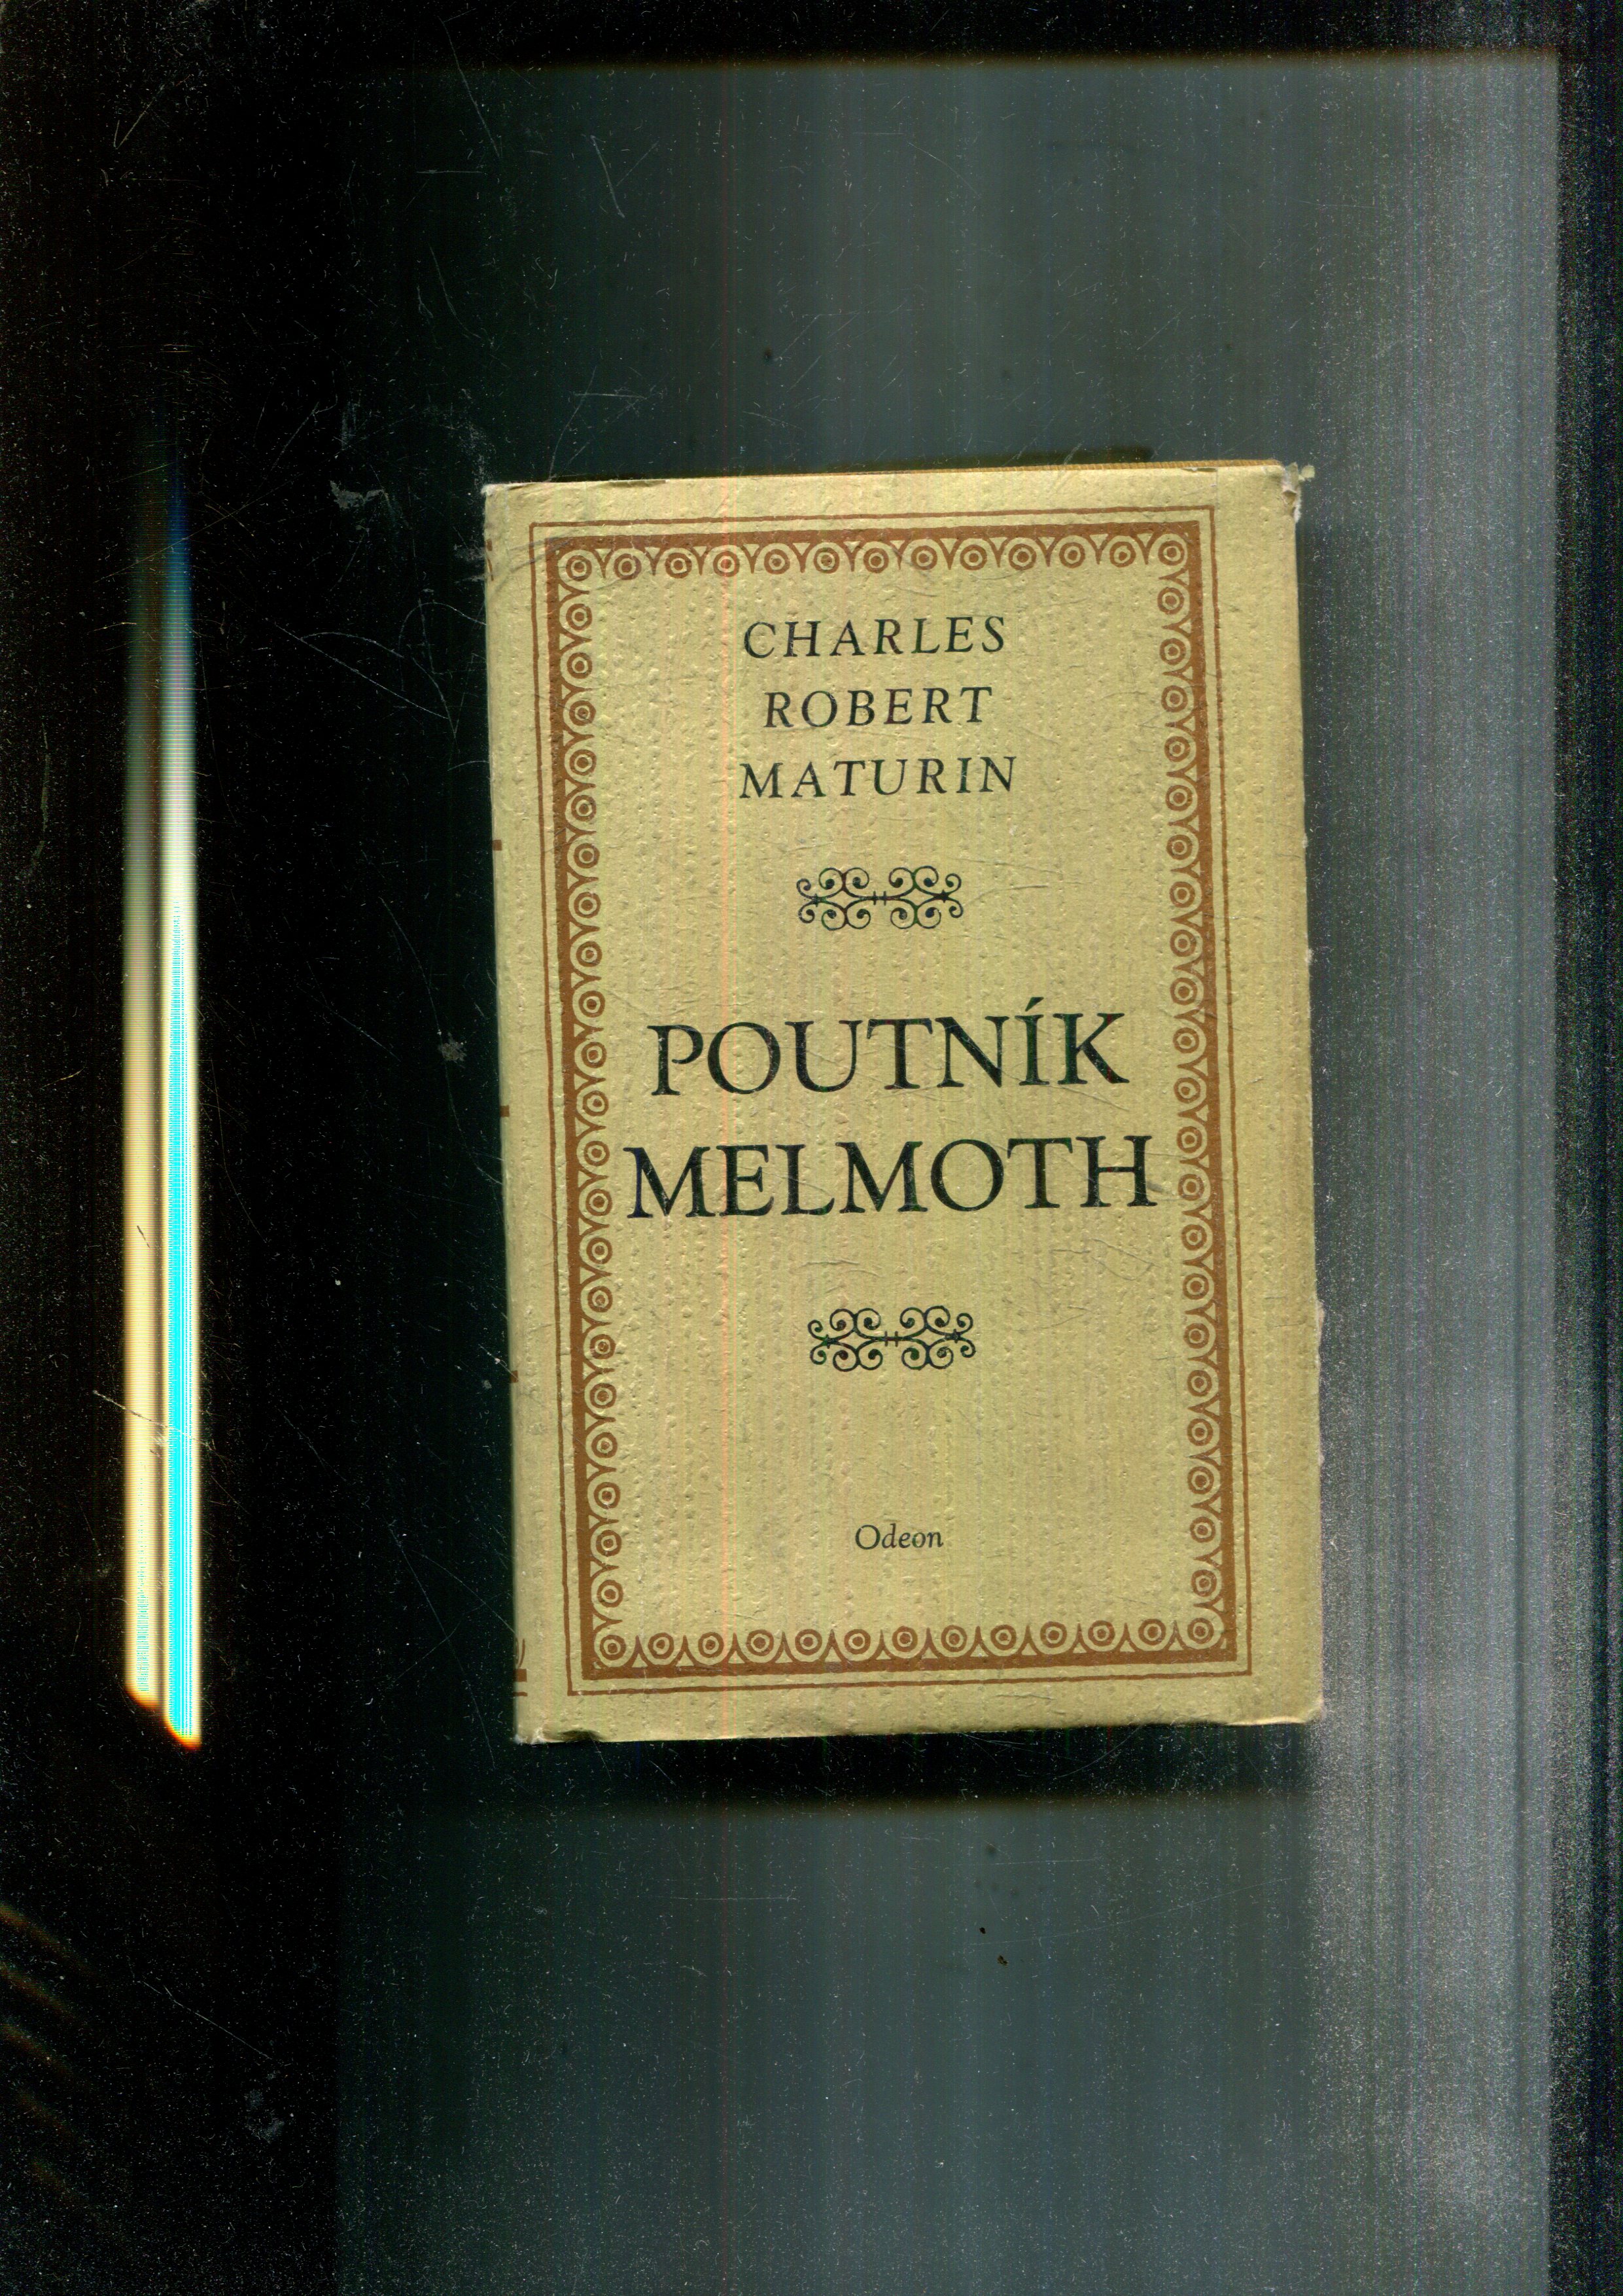 CHARLES
ROBERT
MATURIN
POUTNÍK
MELMOTH
Odeon